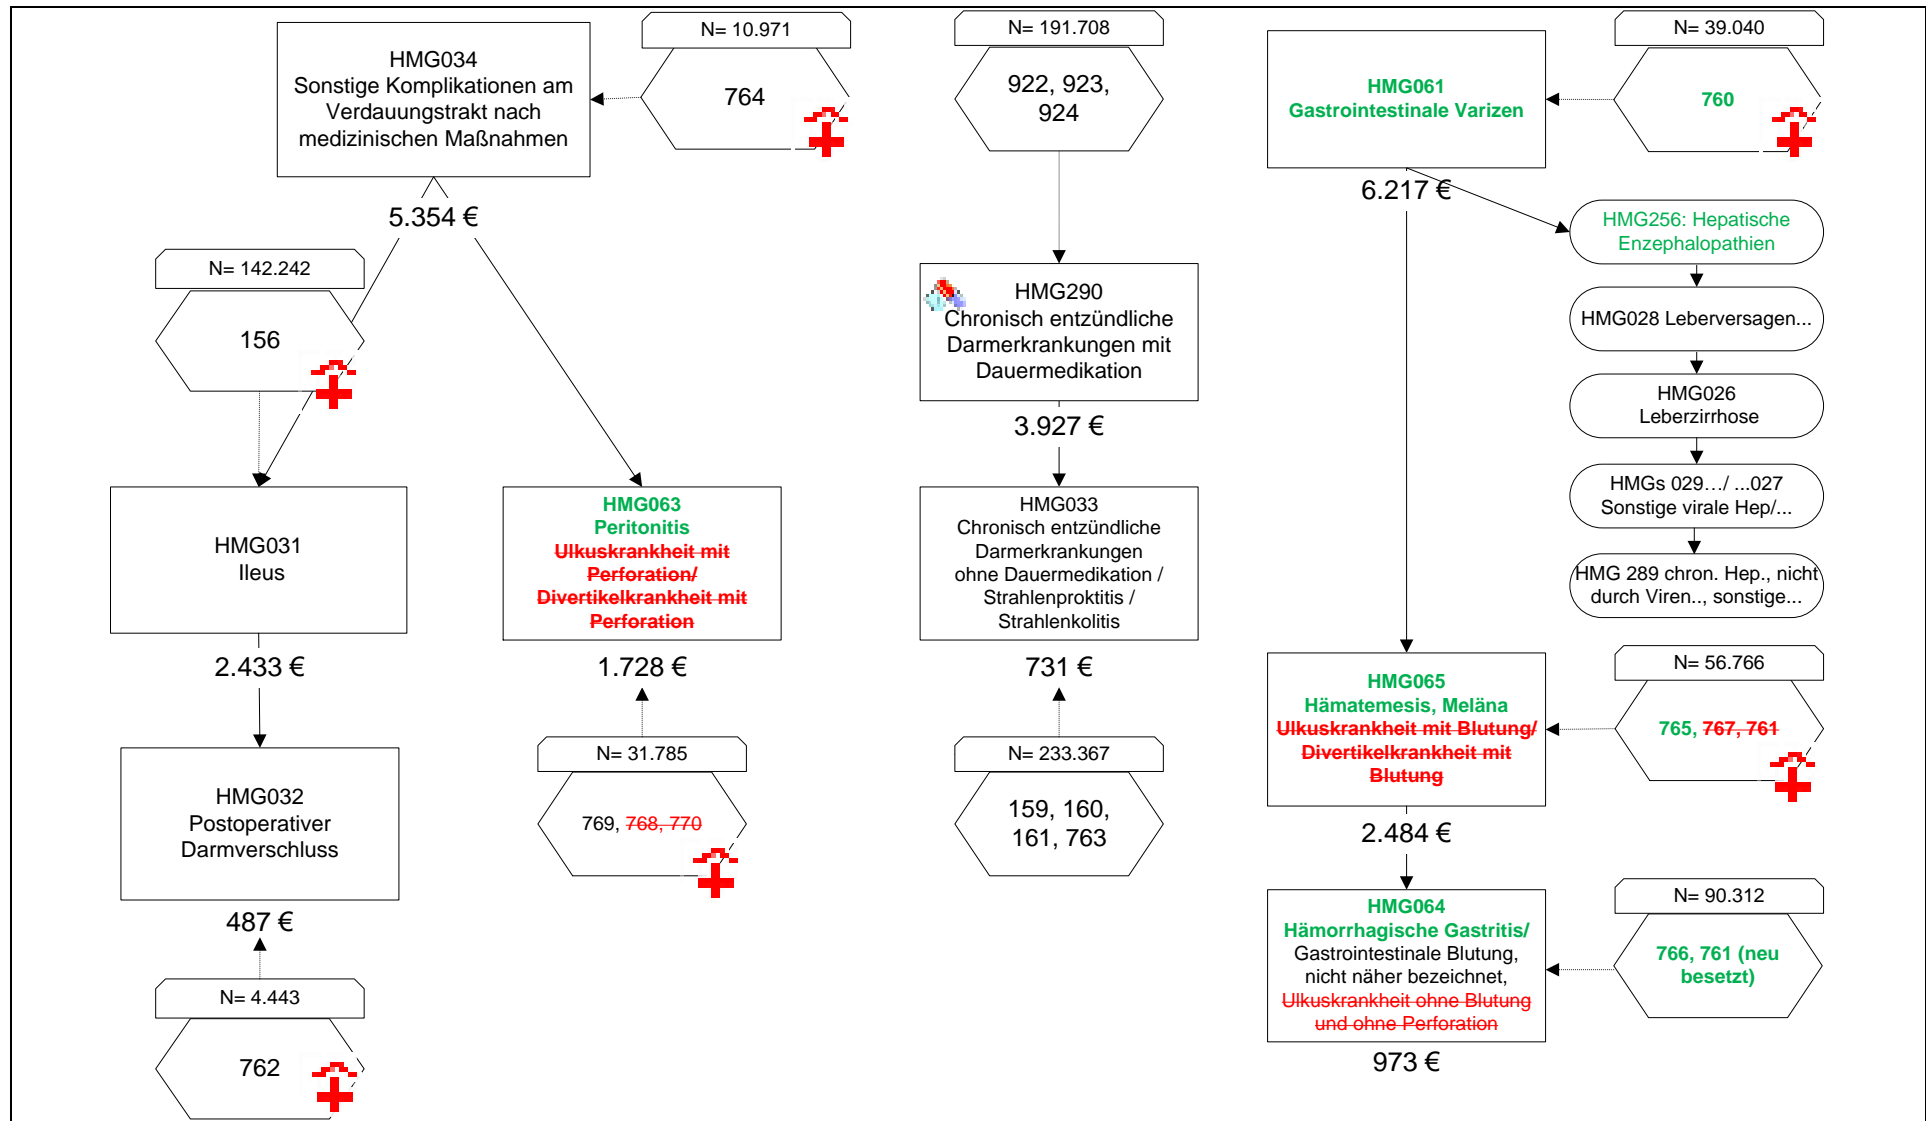 N= 10.971
HMG034
Sonstige Komplikationen am
Verdauungstrakt nach
medizinischen Maßnahmen
764
5.354 €
N= 142.242
156
HMG031
Ileus
2.433 €
HMG032
Postoperativer
Darmverschluss
487 €
N= 4.443
762
HMG063
Peritonitis
Ulkuskrankheit mit
Perforation/
Divertikelkrankheit mit
Perforation
1.728 €
N= 31.785
769, 768, 770
N= 191.708
922, 923,
924
HMG290
Chronisch entzündliche
Darmerkrankungen mit
Dauermedikation
3.927 €
HMG033
Chronisch entzündliche
Darmerkrankungen
ohne Dauermedikation /
Strahlenproktitis /
Strahlenkolitis
731 €
N= 233.367
159, 160,
161, 763
N= 39.040
HMG061
Gastrointestinale Varizen
760
6.217 €
HMG256: Hepatische
Enzephalopathien
HMG028 Leberversagen...
HMG026
Leberzirrhose
HMGs 029…/ ...027
Sonstige virale Hep/...
HMG 289 chron. Hep., nicht
durch Viren.., sonstige...
N= 56.766
HMG065
Hämatemesis, Meläna
Ulkuskrankheit mit Blutung/
Divertikelkrankheit mit
Blutung
765, 767, 761
2.484 €
N= 90.312
HMG064
Hämorrhagische Gastritis/
Gastrointestinale Blutung,
nicht näher bezeichnet,
Ulkuskrankheit ohne Blutung
und ohne Perforation
766, 761 (neu
besetzt)
973 €